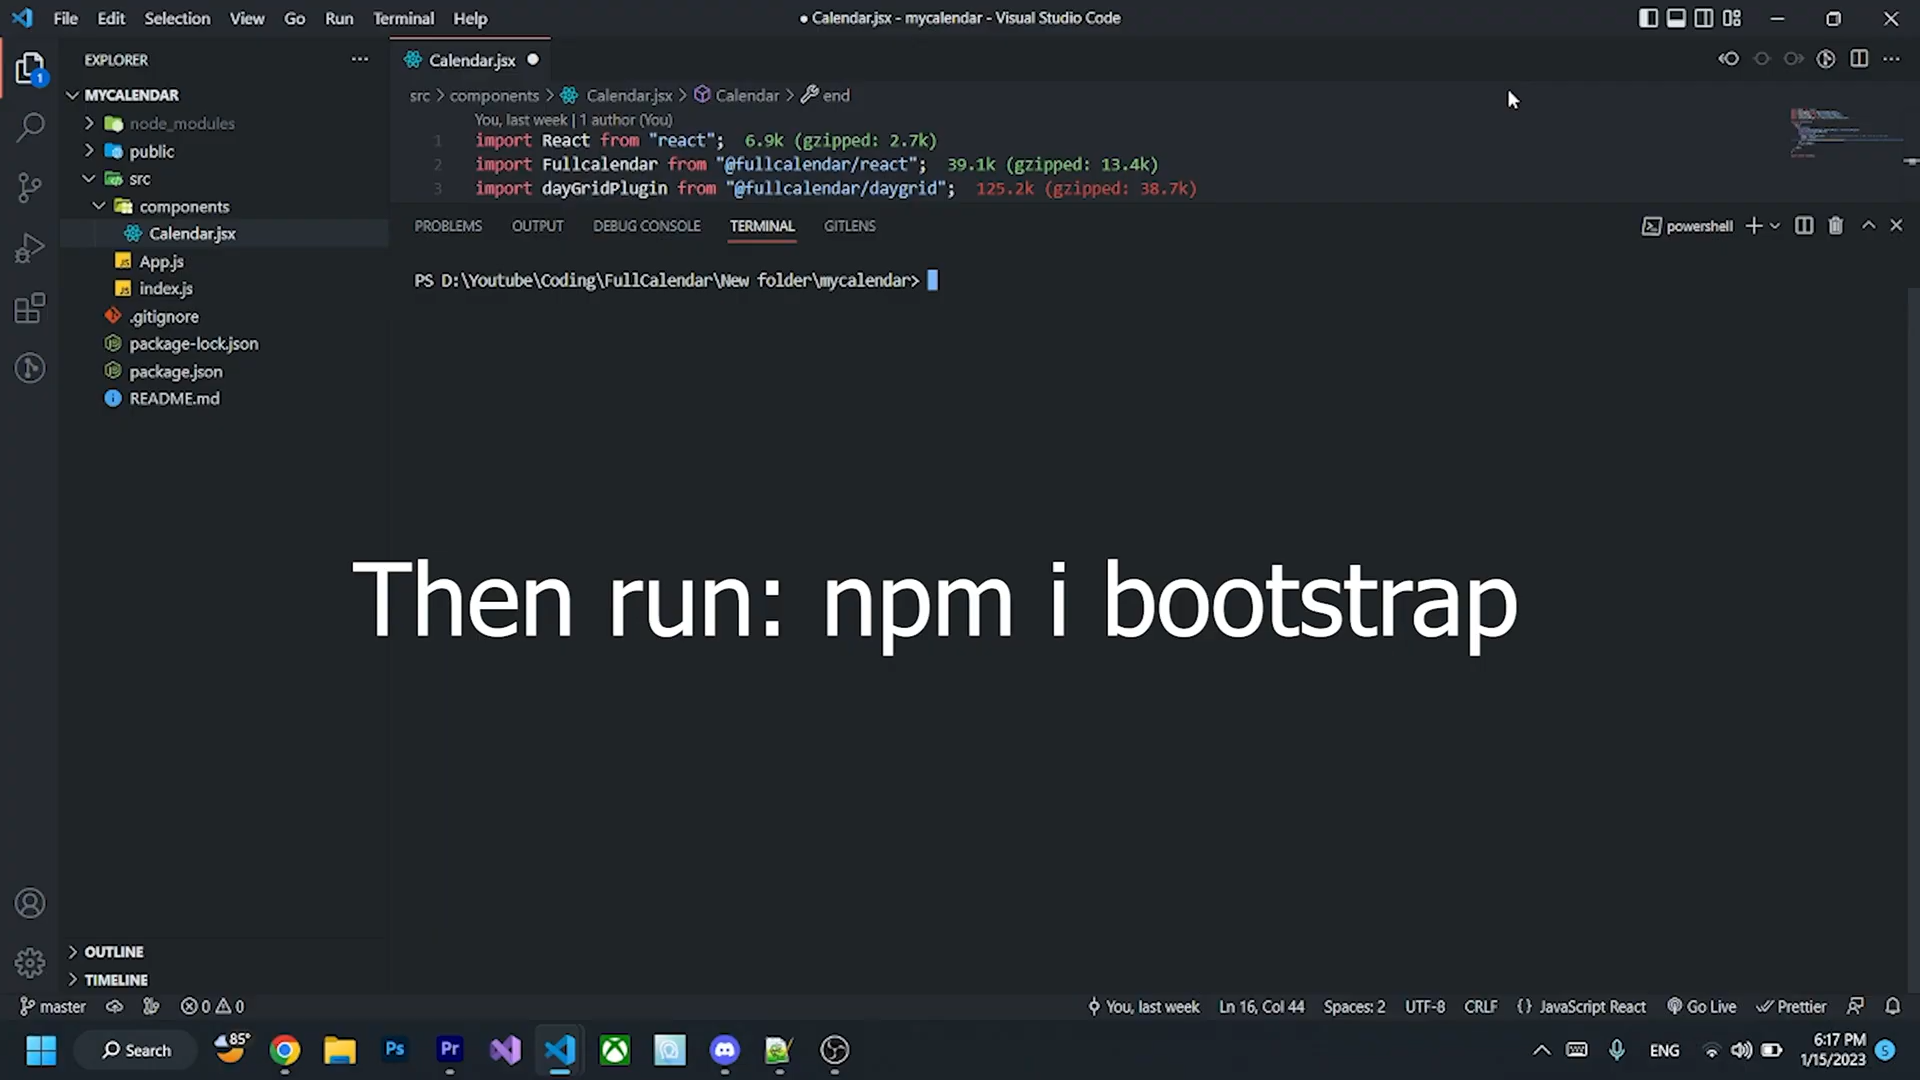 File Edit Selection View Go Run Terminal Help
● Calendar.jsx - mycalendar - Visual Studio Code
EXPLORER
MYCALENDAR
node_modules
public
src
components
Calendar.jsx
App.js
index.js
.gitignore
package-lock.json
package.json
README.md
OUTLINE
TIMELINE
1
Calendar.jsx
src > components > Calendar.jsx > Calendar > end
You, last week | 1 author (You)
1 import React from "react"; 6.9k (gzipped: 2.7k)
2 import Fullcalendar from "@fullcalendar/react"; 39.1k (gzipped: 13.4k)
3 import dayGridPlugin from "@fullcalendar/daygrid"; 125.2k (gzipped: 38.7k)
PROBLEMS OUTPUT DEBUG CONSOLE TERMINAL GITLENS
powershell
PS D:\Youtube\Coding\FullCalendar\New folder\mycalendar>
Then run: npm i bootstrap
master 0 0
You, last week Ln 16, Col 44 Spaces: 2 UTF-8 CRLF {} JavaScript React Go Live Prettier
Search
85°
Ps
Pr
ENG
6:17 PM
1/15/2023
5